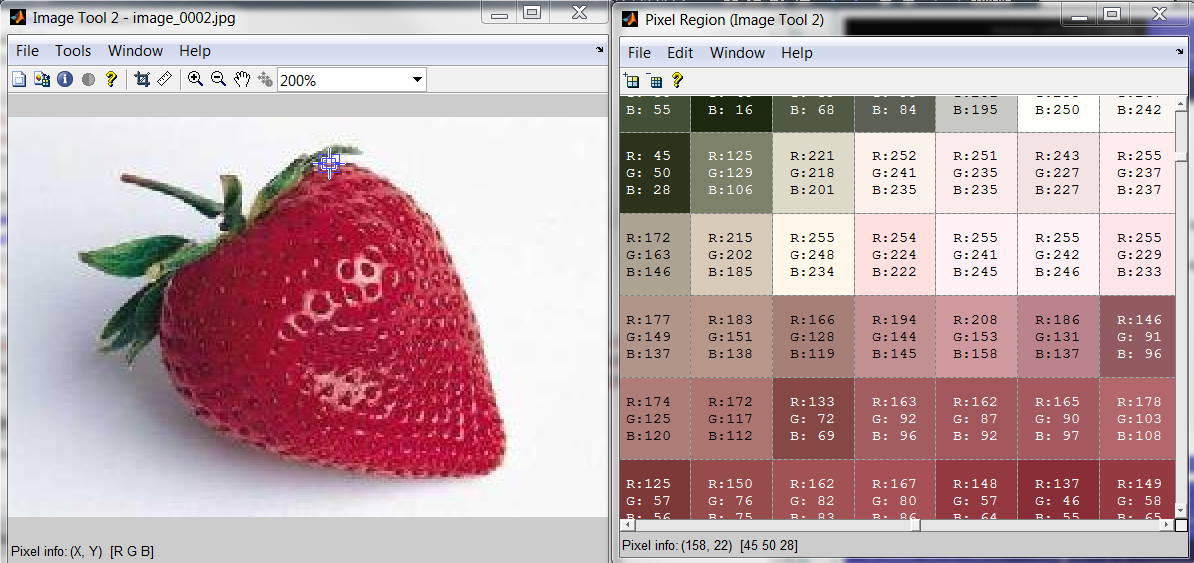 Image Tool 2 - image_0002.jpg
File Tools Window Help
200%
Pixel info: (X, Y) [R G B]
Pixel Region (Image Tool 2)
File Edit Window Help
B: 55 B: 16 B: 68 B: 84 B:195 B:250 B:242
R: 45 R:125 R:221 R:252 R:251 R:243 R:255
G: 50 G:129 G:218 G:241 G:235 G:227 G:237
B: 28 B:106 B:201 B:235 B:235 B:227 B:237
R:172 R:215 R:255 R:254 R:255 R:255 R:255
G:163 G:202 G:248 G:224 G:241 G:242 G:229
B:146 B:185 B:234 B:222 B:245 B:246 B:233
R:177 R:183 R:166 R:194 R:208 R:186 R:146
G:149 G:151 G:128 G:144 G:153 G:131 G: 91
B:137 B:138 B:119 B:145 B:158 B:137 B: 96
R:174 R:172 R:133 R:163 R:162 R:165 R:178
G:125 G:117 G: 72 G: 92 G: 87 G: 90 G:103
B:120 B:112 B: 69 B: 96 B: 92 B: 97 B:108
R:125 R:150 R:162 R:167 R:148 R:137 R:149
G: 57 G: 76 G: 82 G: 80 G: 57 G: 46 G: 58
B: 56 B: 75 B: 83 B: 86 B: 64 B: 55 B: 65
Pixel info: (158, 22) [45 50 28]